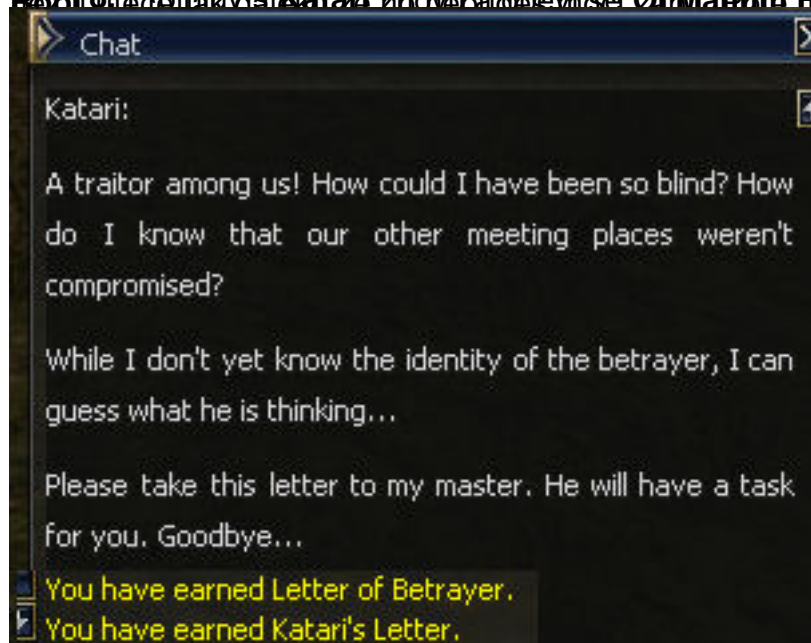 Chat
Katari:
A traitor among us! How could I have been so blind? How
do I know that our other meeting places weren't
compromised?
While I don't yet know the identity of the betrayer, I can
guess what he is thinking...
Please take this letter to my master. He will have a task
for you. Goodbye...
You have earned Letter of Betrayer.
You have earned Katari's Letter.